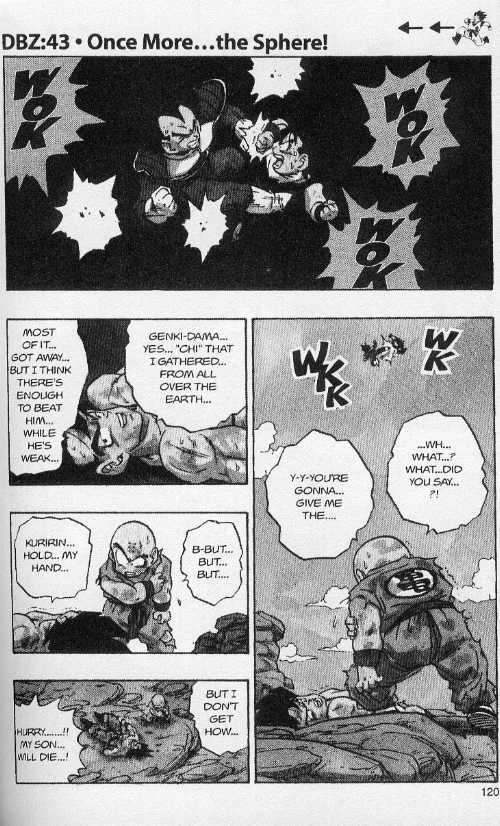 DBZ:43 • Once More...the Sphere!
WOK
WOK
WOK
WK
WKK
...WH...
WHAT...?
WHAT...DID
YOU SAY...
?!
Y-Y-YOU'RE
GONNA...
GIVE ME
THE....
GENKI-DAMA...
YES... "CHI" THAT
I GATHERED...
FROM ALL
OVER THE
EARTH...
MOST
OF IT...
GOT AWAY...
BUT I THINK
THERE'S
ENOUGH
TO BEAT
HIM...
WHILE
HE'S
WEAK...
B-BUT...
BUT...
BUT....
KURIRIN...
HOLD... MY
HAND...
BUT I
DON'T
GET
HOW...
HURRY.......!!
MY SON...
WILL DIE...!
120